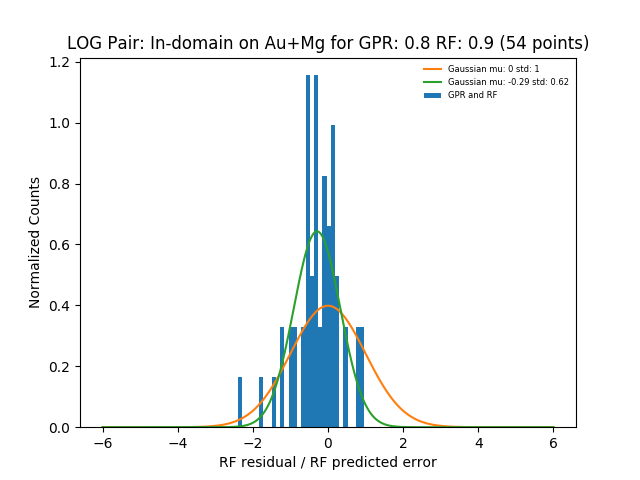 LOG Pair: In-domain on Au+Mg for GPR: 0.8 RF: 0.9 (54 points)
Gaussian mu: 0 std: 1
Gaussian mu: -0.29 std: 0.62
GPR and RF
Normalized Counts
1.2
1.0
0.8
0.6
0.4
0.2
0.0
−6 −4 −2 0 2 4 6
RF residual / RF predicted error